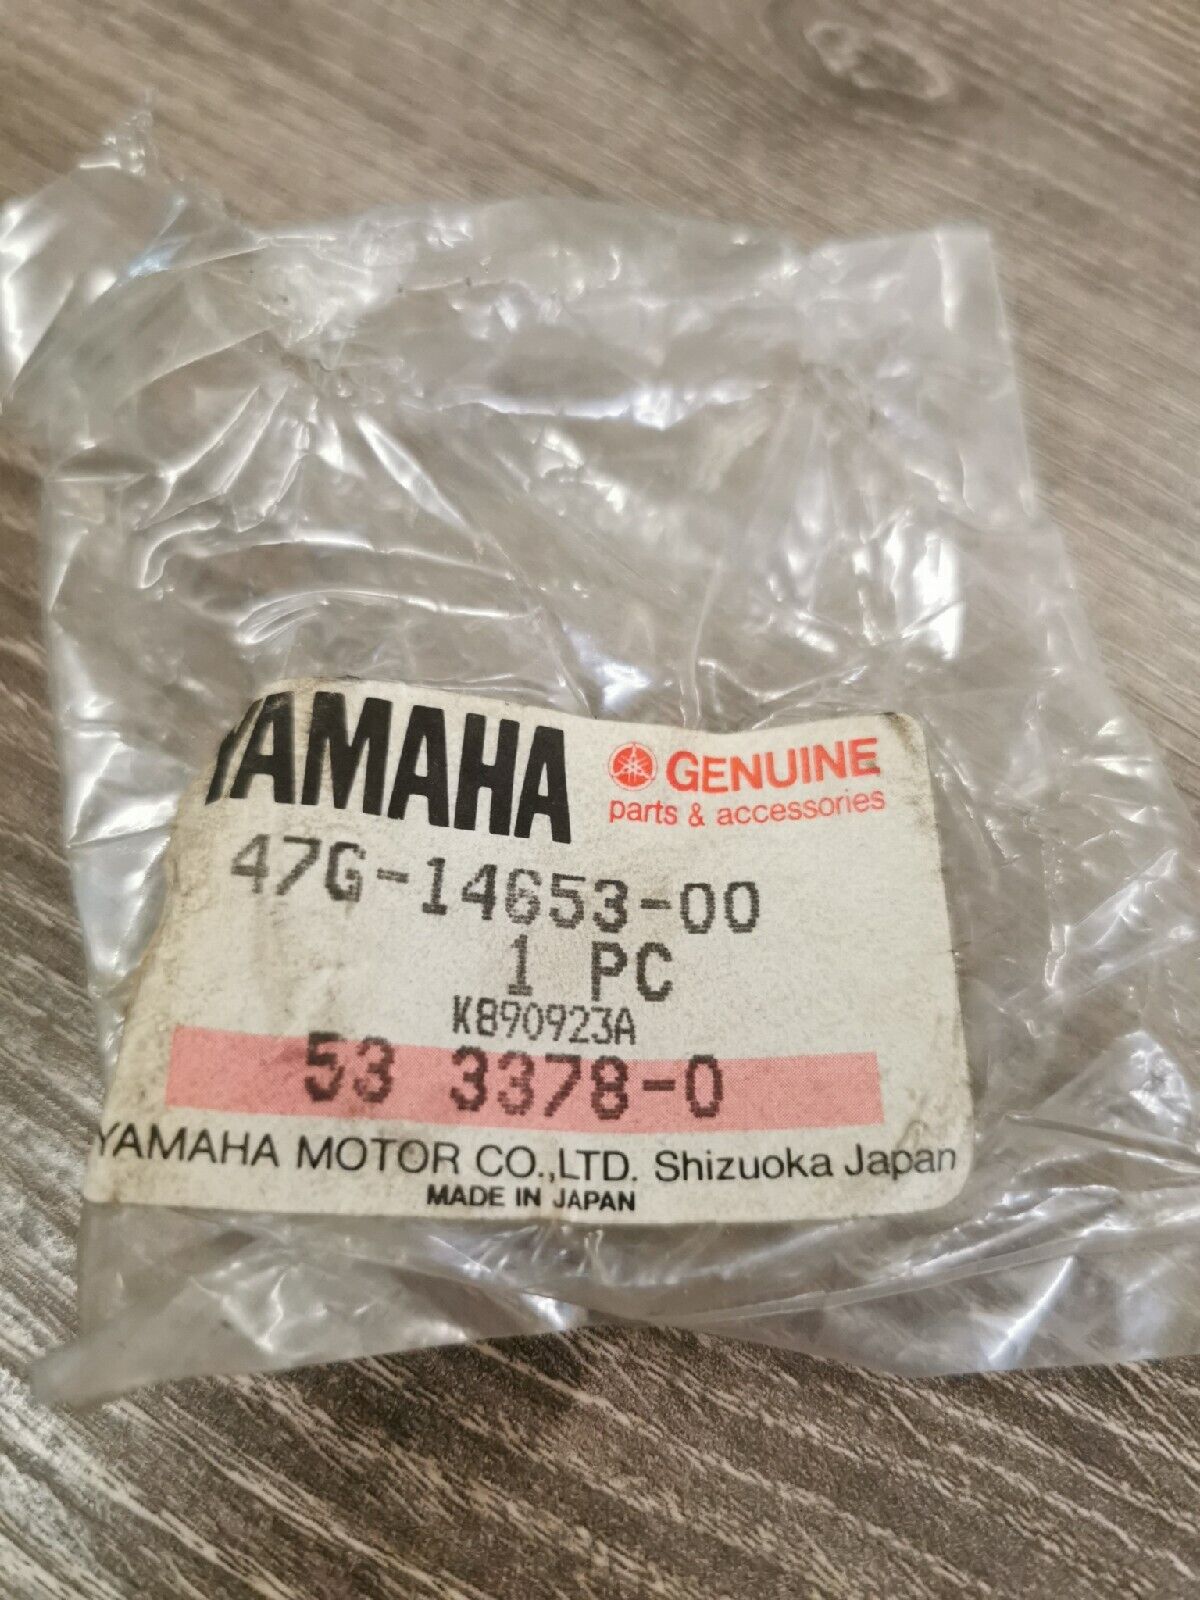 YAMAHA
GENUINE
parts & accessories
47G-14653-00
1 PC
K890923A
53 3378-0
YAMAHA MOTOR CO.,LTD. Shizuoka Japan
MADE IN JAPAN